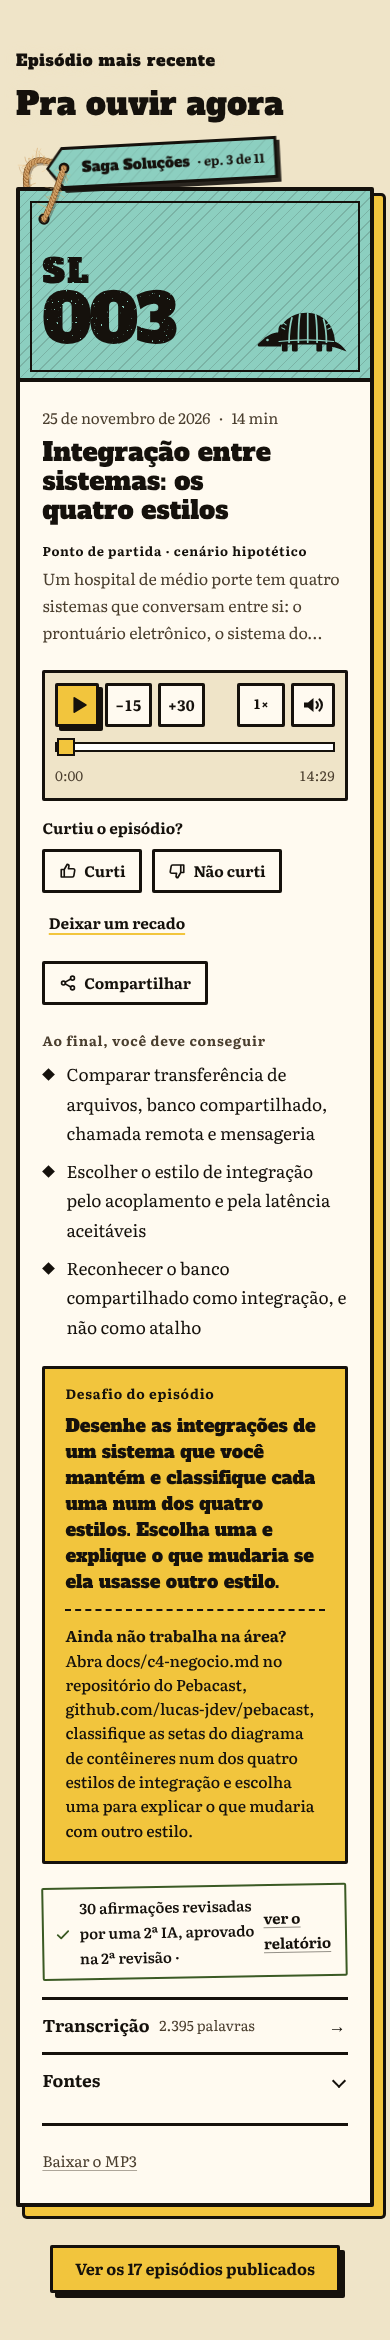 Episódio mais recente
Pra ouvir agora
Saga Soluções · ep. 3 de 11
SL
003
25 de novembro de 2026 · 14 min
Integração entre
sistemas: os
quatro estilos
Ponto de partida · cenário hipotético
Um hospital de médio porte tem quatro
sistemas que conversam entre si: o
prontuário eletrônico, o sistema do...
−15 +30 1×
0:00 14:29
Curtiu o episódio?
Curti Não curti
Deixar um recado
Compartilhar
Ao final, você deve conseguir
Comparar transferência de
arquivos, banco compartilhado,
chamada remota e mensageria
Escolher o estilo de integração
pelo acoplamento e pela latência
aceitáveis
Reconhecer o banco
compartilhado como integração, e
não como atalho
Desafio do episódio
Desenhe as integrações de
um sistema que você
mantém e classifique cada
uma num dos quatro
estilos. Escolha uma e
explique o que mudaria se
ela usasse outro estilo.
Ainda não trabalha na área?
Abra docs/c4-negocio.md no
repositório do Pebacast,
github.com/lucas-jdev/pebacast,
classifique as setas do diagrama
de contêineres num dos quatro
estilos de integração e escolha
uma para explicar o que mudaria
com outro estilo.
30 afirmações revisadas
por uma 2ª IA, aprovado
na 2ª revisão ·
ver o
relatório
Transcrição 2.395 palavras →
Fontes
Baixar o MP3
Ver os 17 episódios publicados